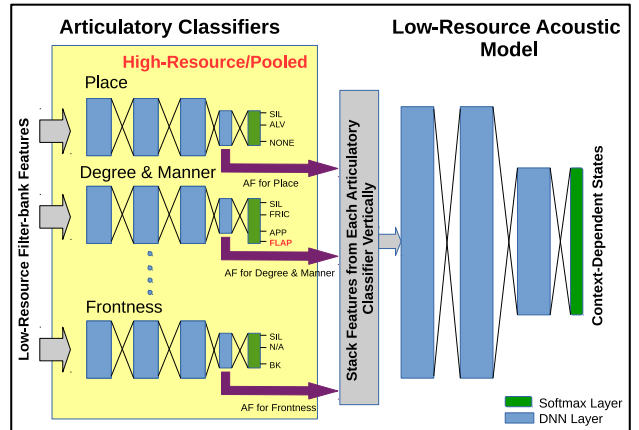 Articulatory Classifiers
Low-Resource Acoustic
Model
High-Resource/Pooled
Low-Resource Filter-bank Features
Place
SIL
ALV
NONE
AF for Place
Degree & Manner
SIL
FRIC
APP
FLAP
AF for Degree & Manner
Frontness
SIL
N/A
BK
AF for Frontness
Stack Features from Each Articulatory
Classifier Vertically
Context-Dependent States
Softmax Layer
DNN Layer